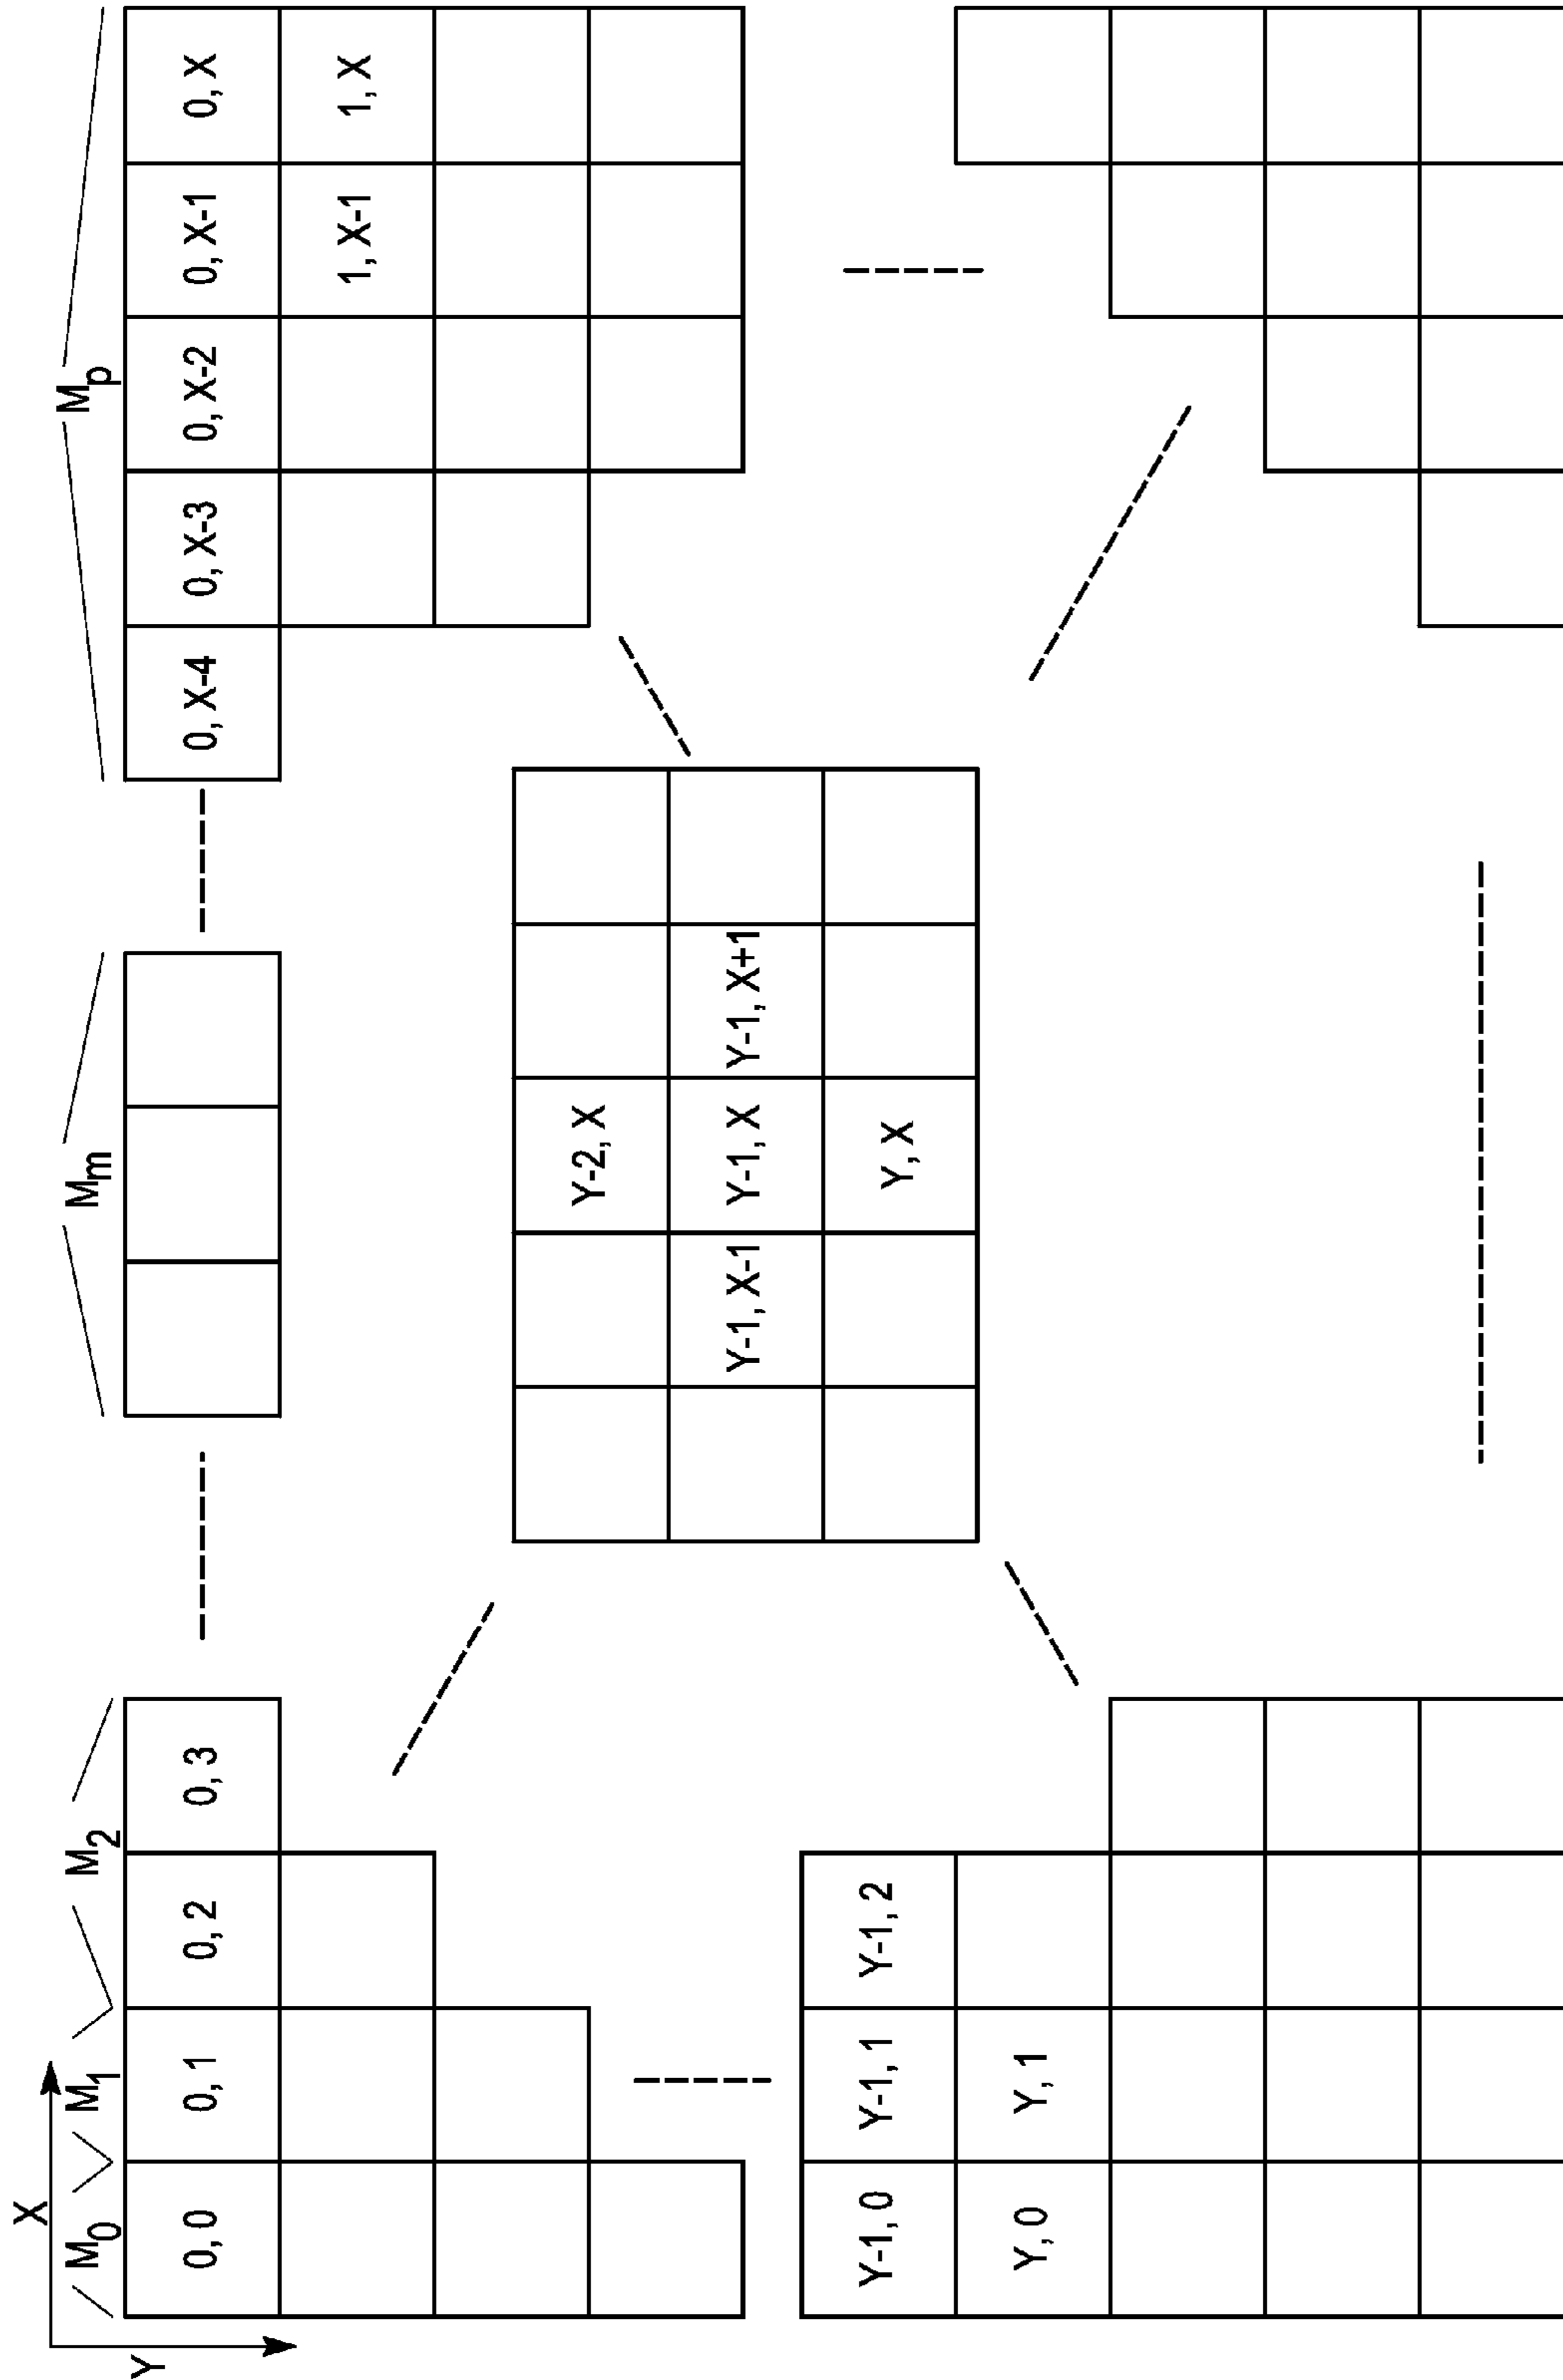 X
Y
M0 M1 M2 Mm Mp
0, 0 0, 1 0, 2 0, 3 0, X-4 0, X-3 0, X-2 0, X-1 0, X
1, X-1 1, X
Y-2, X
Y-1, X-1 Y-1, X Y-1, X+1
Y, X
Y-1, 0 Y-1, 1 Y-1, 2
Y, 0 Y, 1